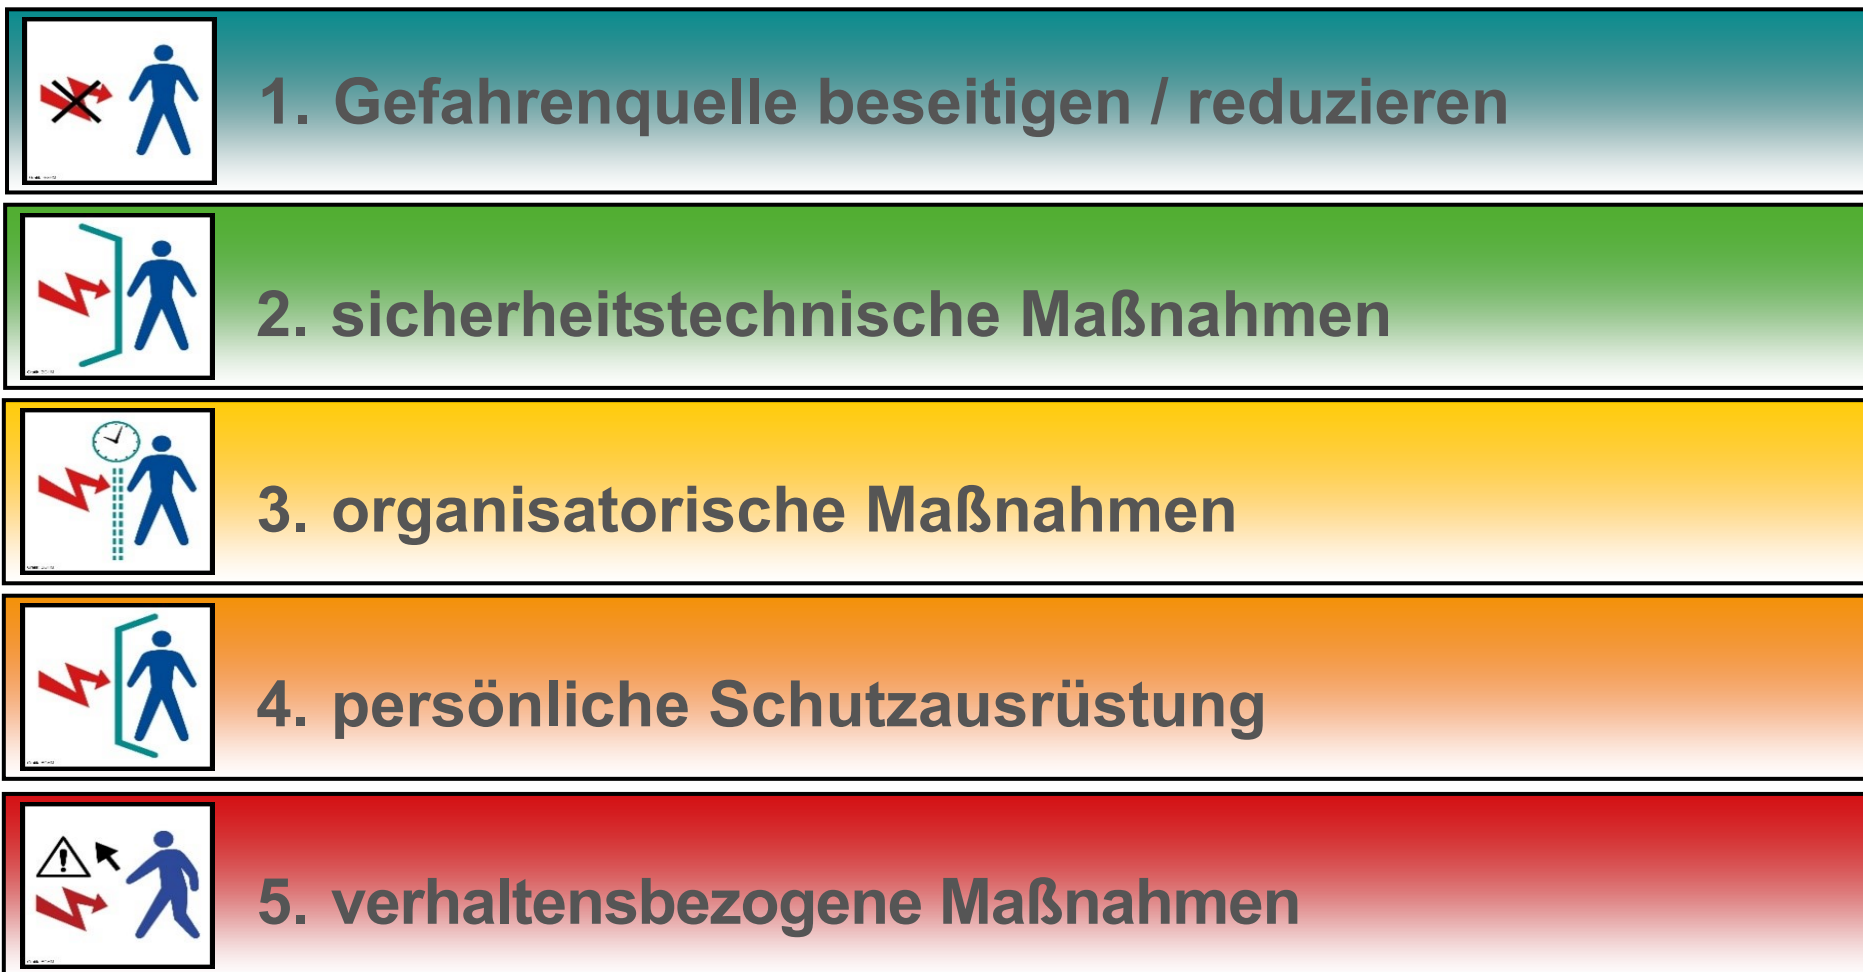 1. Gefahrenquelle beseitigen / reduzieren
2. sicherheitstechnische Maßnahmen
3. organisatorische Maßnahmen
4. persönliche Schutzausrüstung
5. verhaltensbezogene Maßnahmen